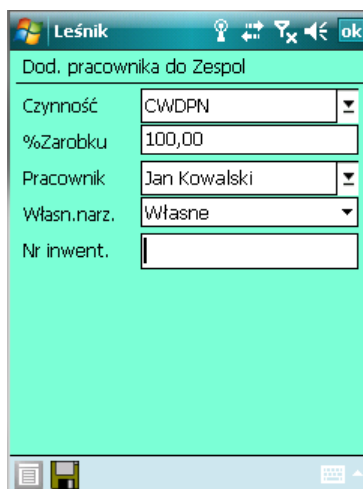 Leśnik ok
Dod. pracownika do Zespol
Czynność CWDPN
%Zarobku 100,00
Pracownik Jan Kowalski
Własn.narz. Własne
Nr inwent.